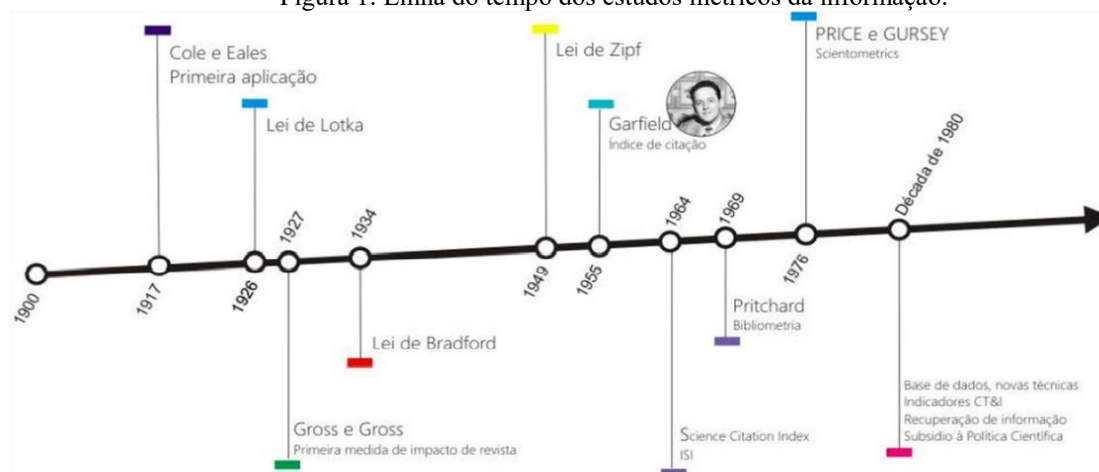 Figura 1: Linha do tempo dos estudos métricos da informação.
Cole e Eales
Primeira aplicação
Lei de Lotka
Lei de Zipf
Garfield
Índice de citação
PRICE e GURSEY
Scientometrics
1900
1917
1926
1927
1934
1949
1955
1964
1969
1976
Década de 1980
Lei de Bradford
Gross e Gross
Primeira medida de impacto de revista
Science Citation Index
ISI
Pritchard
Bibliometria
Base de dados, novas técnicas
Indicadores CT&I
Recuperação de informação
Subsidio à Política Científica